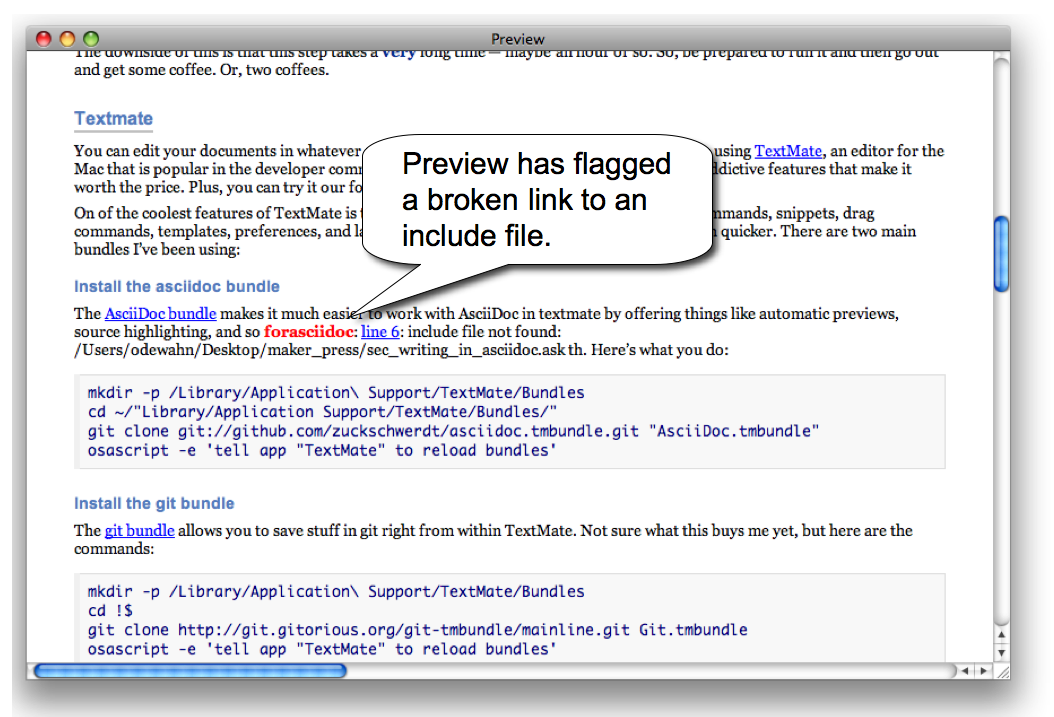 Preview
The downside of this is that this step takes a very long time — maybe an hour or so. So, be prepared to run it and then go out
and get some coffee. Or, two coffees.
Textmate
You can edit your documents in whatever using TextMate, an editor for the
Mac that is popular in the developer com ddictive features that make it
worth the price. Plus, you can try it our fo
On of the coolest features of TextMate is mmands, snippets, drag
commands, templates, preferences, and la quicker. There are two main
bundles I've been using:
Preview has flagged
a broken link to an
include file.
Install the asciidoc bundle
The AsciiDoc bundle makes it much easier to work with AsciiDoc in textmate by offering things like automatic previews,
source highlighting, and so forasciidoc: line 6: include file not found:
/Users/odewahn/Desktop/maker_press/sec_writing_in_asciidoc.ask th. Here's what you do:
mkdir -p /Library/Application\ Support/TextMate/Bundles
cd ~/"Library/Application Support/TextMate/Bundles/"
git clone git://github.com/zuckschwerdt/asciidoc.tmbundle.git "AsciiDoc.tmbundle"
osascript -e 'tell app "TextMate" to reload bundles'
Install the git bundle
The git bundle allows you to save stuff in git right from within TextMate. Not sure what this buys me yet, but here are the
commands:
mkdir -p /Library/Application\ Support/TextMate/Bundles
cd !$
git clone http://git.gitorious.org/git-tmbundle/mainline.git Git.tmbundle
osascript -e 'tell app "TextMate" to reload bundles'